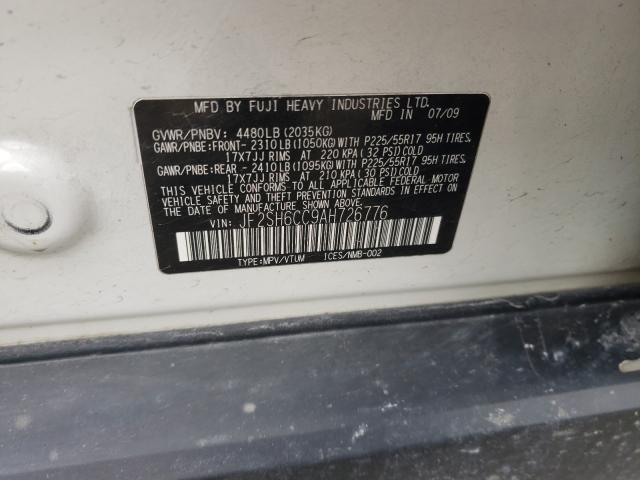 MFD BY FUJI HEAVY INDUSTRIES LTD.
MFD IN 07/09
GVWR/PNBV: 4480LB(2035KG)
GAWR/PNBE:FRONT- 2310LB(1050KG)WITH P225/55R17 95H TIRES,
17X7JJ RIMS AT 220 KPA(32 PSI)COLD
GAWR/PNBE:REAR - 2410LB(1095KG)WITH P225/55R17 95H TIRES,
17X7JJ RIMS AT 210 KPA(30 PSI)COLD
THIS VEHICLE CONFORMS TO ALL APPLICABLE FEDERAL MOTOR
VEHICLE SAFETY AND THEFT PREVENTION STANDARDS IN EFFECT
ON THE DATE OF MANUFACTURE SHOWN ABOVE.
VIN: JF2SH6CC9AH726776
TYPE:MPV/VTUM ICES/NMB-002